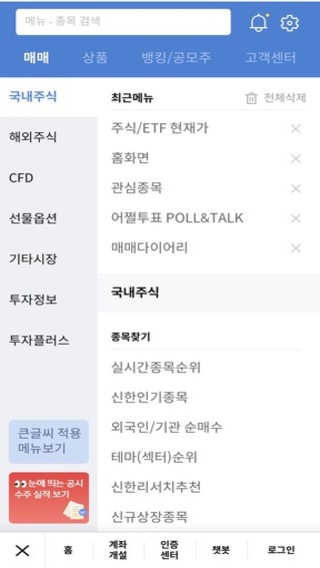 메뉴 - 종목 검색
매매 상품 뱅킹/공모주 고객센터
국내주식
해외주식
CFD
선물옵션
기타시장
투자정보
투자플러스
큰글씨 적용
메뉴보기
👀눈에 띄는 공시
수주 실적 보기
최근메뉴 전체삭제
주식/ETF 현재가
홈화면
관심종목
어쩔투표 POLL&TALK
매매다이어리
국내주식
종목찾기
실시간종목순위
신한인기종목
외국인/기관 순매수
테마(섹터)순위
신한리서치추천
신규상장종목
홈
계좌
개설
인증
센터
챗봇
로그인